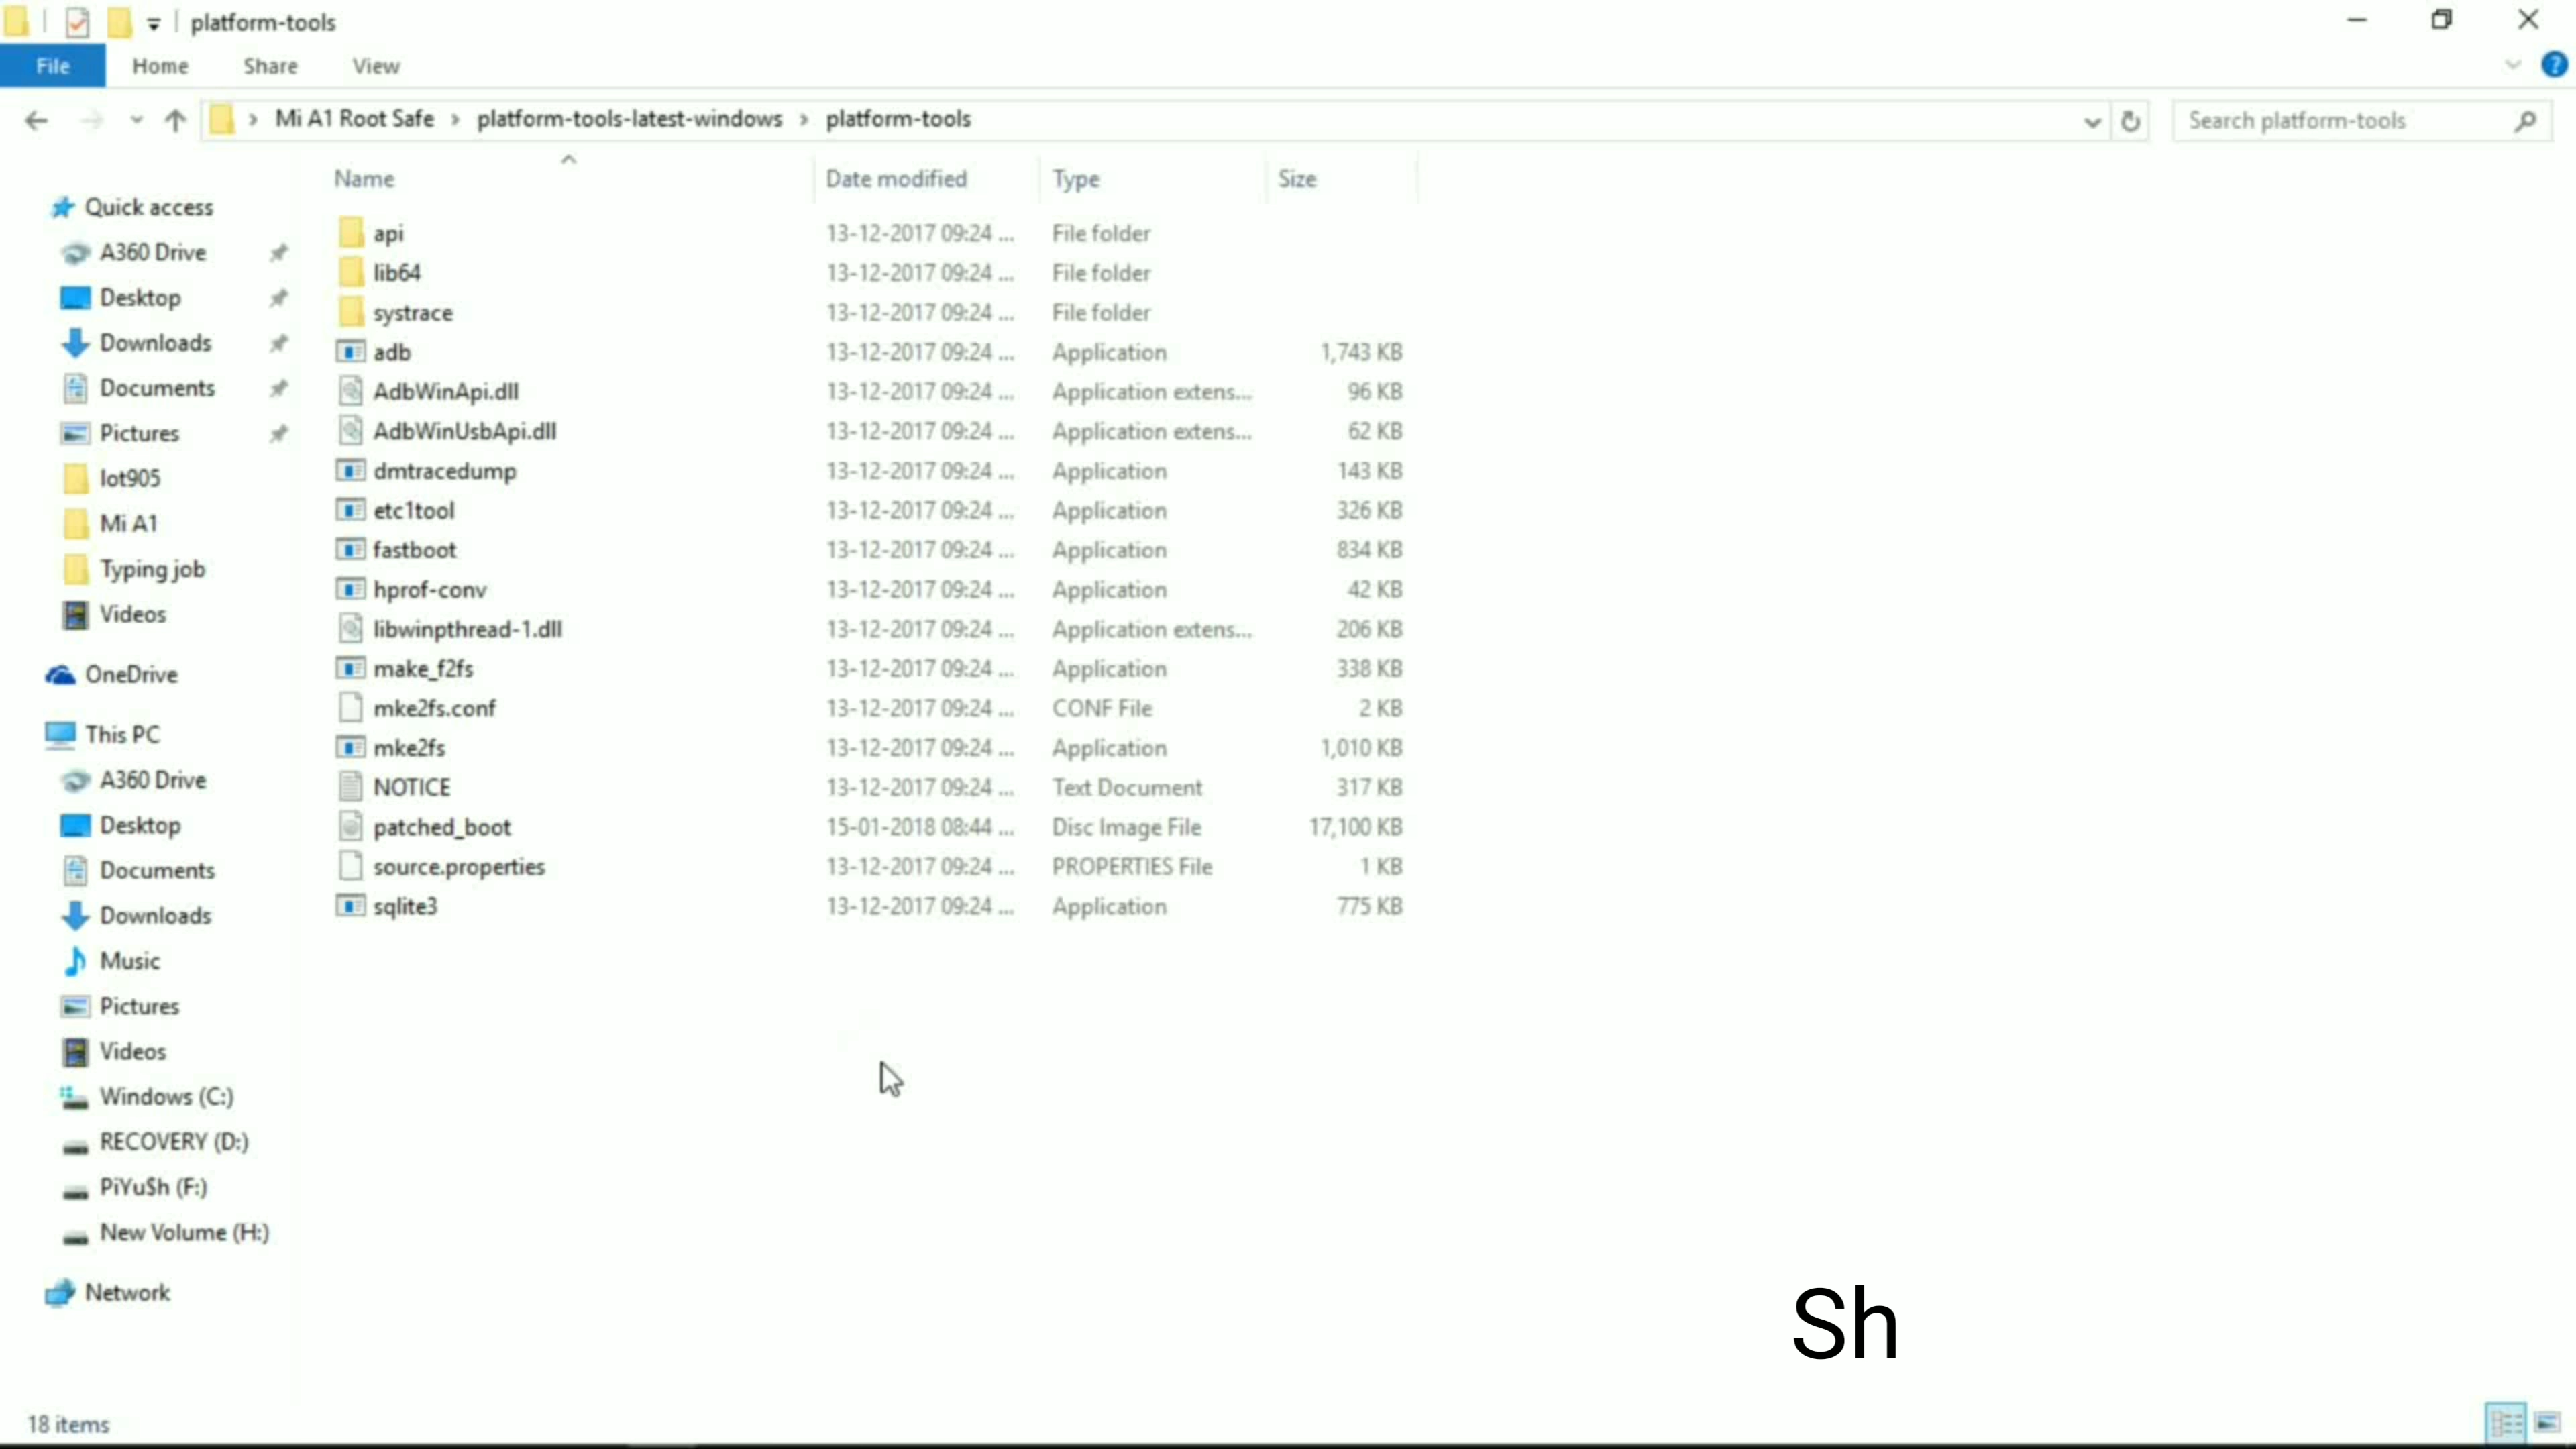 platform-tools
File Home Share View
Mi A1 Root Safe › platform-tools-latest-windows › platform-tools
Search platform-tools
Name Date modified Type Size
Quick access
A360 Drive
Desktop
Downloads
Documents
Pictures
lot905
Mi A1
Typing job
Videos
OneDrive
This PC
A360 Drive
Desktop
Documents
Downloads
Music
Pictures
Videos
Windows (C:)
RECOVERY (D:)
PiYu$h (F:)
New Volume (H:)
Network
api 13-12-2017 09:24 ... File folder
lib64 13-12-2017 09:24 ... File folder
systrace 13-12-2017 09:24 ... File folder
adb 13-12-2017 09:24 ... Application 1,743 KB
AdbWinApi.dll 13-12-2017 09:24 ... Application extens... 96 KB
AdbWinUsbApi.dll 13-12-2017 09:24 ... Application extens... 62 KB
dmtracedump 13-12-2017 09:24 ... Application 143 KB
etc1tool 13-12-2017 09:24 ... Application 326 KB
fastboot 13-12-2017 09:24 ... Application 834 KB
hprof-conv 13-12-2017 09:24 ... Application 42 KB
libwinpthread-1.dll 13-12-2017 09:24 ... Application extens... 206 KB
make_f2fs 13-12-2017 09:24 ... Application 338 KB
mke2fs.conf 13-12-2017 09:24 ... CONF File 2 KB
mke2fs 13-12-2017 09:24 ... Application 1,010 KB
NOTICE 13-12-2017 09:24 ... Text Document 317 KB
patched_boot 15-01-2018 08:44 ... Disc Image File 17,100 KB
source.properties 13-12-2017 09:24 ... PROPERTIES File 1 KB
sqlite3 13-12-2017 09:24 ... Application 775 KB
Sh
18 items